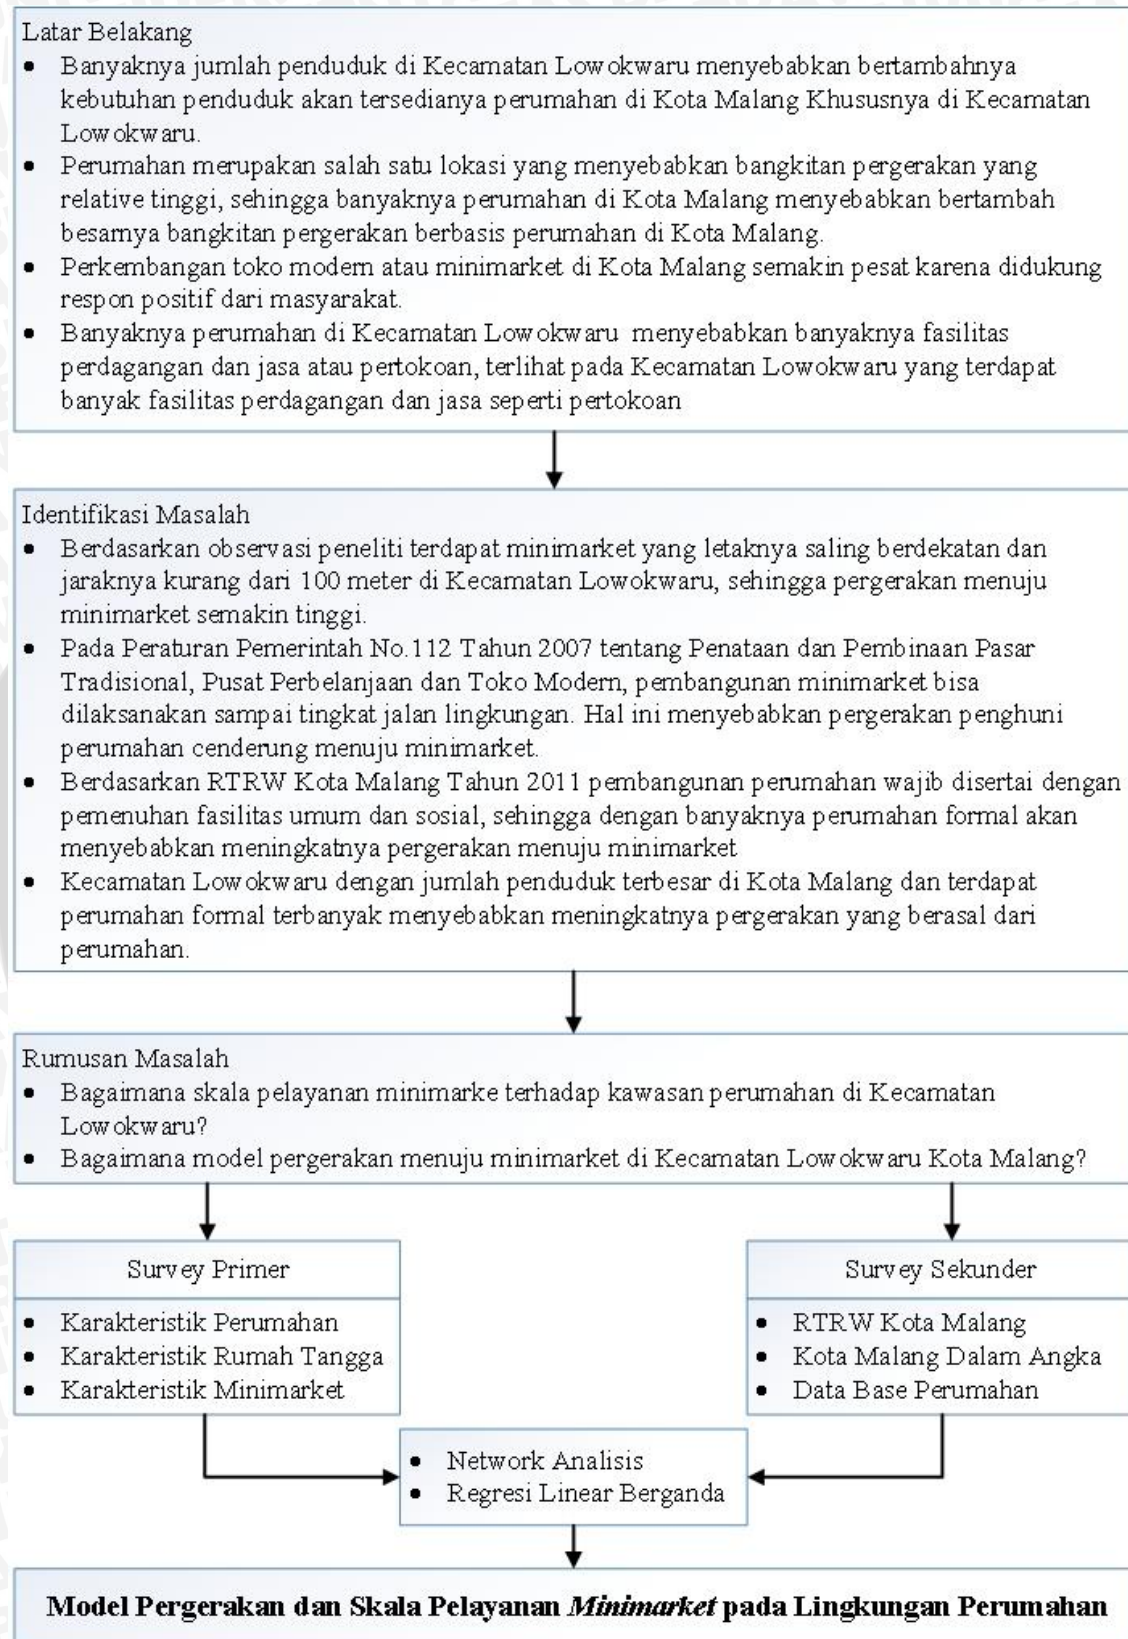 Latar Belakang
• Banyaknya jumlah penduduk di Kecamatan Lowokwaru menyebabkan bertambahnya
kebutuhan penduduk akan tersedianya perumahan di Kota Malang Khususnya di Kecamatan
Lowokwaru.
• Perumahan merupakan salah satu lokasi yang menyebabkan bangkitan pergerakan yang
relative tinggi, sehingga banyaknya perumahan di Kota Malang menyebabkan bertambah
besarnya bangkitan pergerakan berbasis perumahan di Kota Malang.
• Perkembangan toko modern atau minimarket di Kota Malang semakin pesat karena didukung
respon positif dari masyarakat.
• Banyaknya perumahan di Kecamatan Lowokwaru menyebabkan banyaknya fasilitas
perdagangan dan jasa atau pertokoan, terlihat pada Kecamatan Lowokwaru yang terdapat
banyak fasilitas perdagangan dan jasa seperti pertokoan
Identifikasi Masalah
• Berdasarkan observasi peneliti terdapat minimarket yang letaknya saling berdekatan dan
jaraknya kurang dari 100 meter di Kecamatan Lowokwaru, sehingga pergerakan menuju
minimarket semakin tinggi.
• Pada Peraturan Pemerintah No.112 Tahun 2007 tentang Penataan dan Pembinaan Pasar
Tradisional, Pusat Perbelanjaan dan Toko Modern, pembangunan minimarket bisa
dilaksanakan sampai tingkat jalan lingkungan. Hal ini menyebabkan pergerakan penghuni
perumahan cenderung menuju minimarket.
• Berdasarkan RTRW Kota Malang Tahun 2011 pembangunan perumahan wajib disertai dengan
pemenuhan fasilitas umum dan sosial, sehingga dengan banyaknya perumahan formal akan
menyebabkan meningkatnya pergerakan menuju minimarket
• Kecamatan Lowokwaru dengan jumlah penduduk terbesar di Kota Malang dan terdapat
perumahan formal terbanyak menyebabkan meningkatnya pergerakan yang berasal dari
perumahan.
Rumusan Masalah
• Bagaimana skala pelayanan minimarke terhadap kawasan perumahan di Kecamatan
Lowokwaru?
• Bagaimana model pergerakan menuju minimarket di Kecamatan Lowokwaru Kota Malang?
Survey Primer
• Karakteristik Perumahan
• Karakteristik Rumah Tangga
• Karakteristik Minimarket
Survey Sekunder
• RTRW Kota Malang
• Kota Malang Dalam Angka
• Data Base Perumahan
• Network Analisis
• Regresi Linear Berganda
Model Pergerakan dan Skala Pelayanan Minimarket pada Lingkungan Perumahan